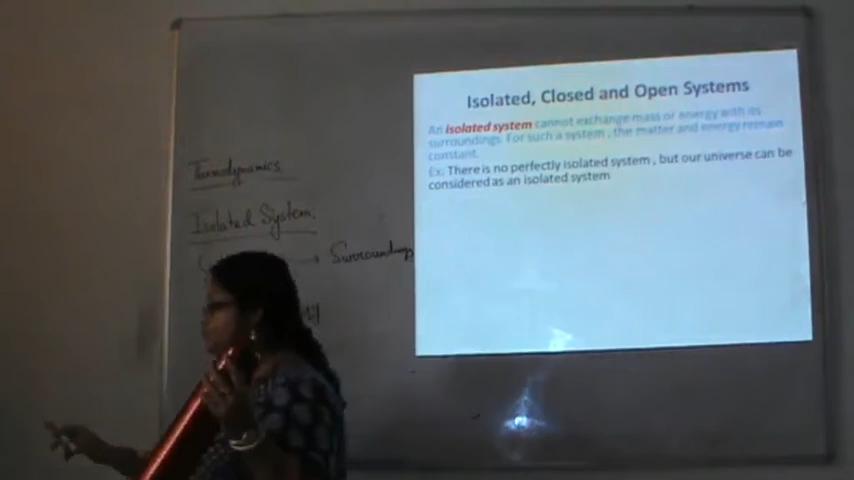 Isolated, Closed and Open Systems
An isolated system cannot exchange mass or energy with its
surroundings. For such a system , the matter and energy remain
constant.
Ex: There is no perfectly isolated system , but our universe can be
considered as an isolated system
Thermodynamics
Isolated System.
→ Surroundings